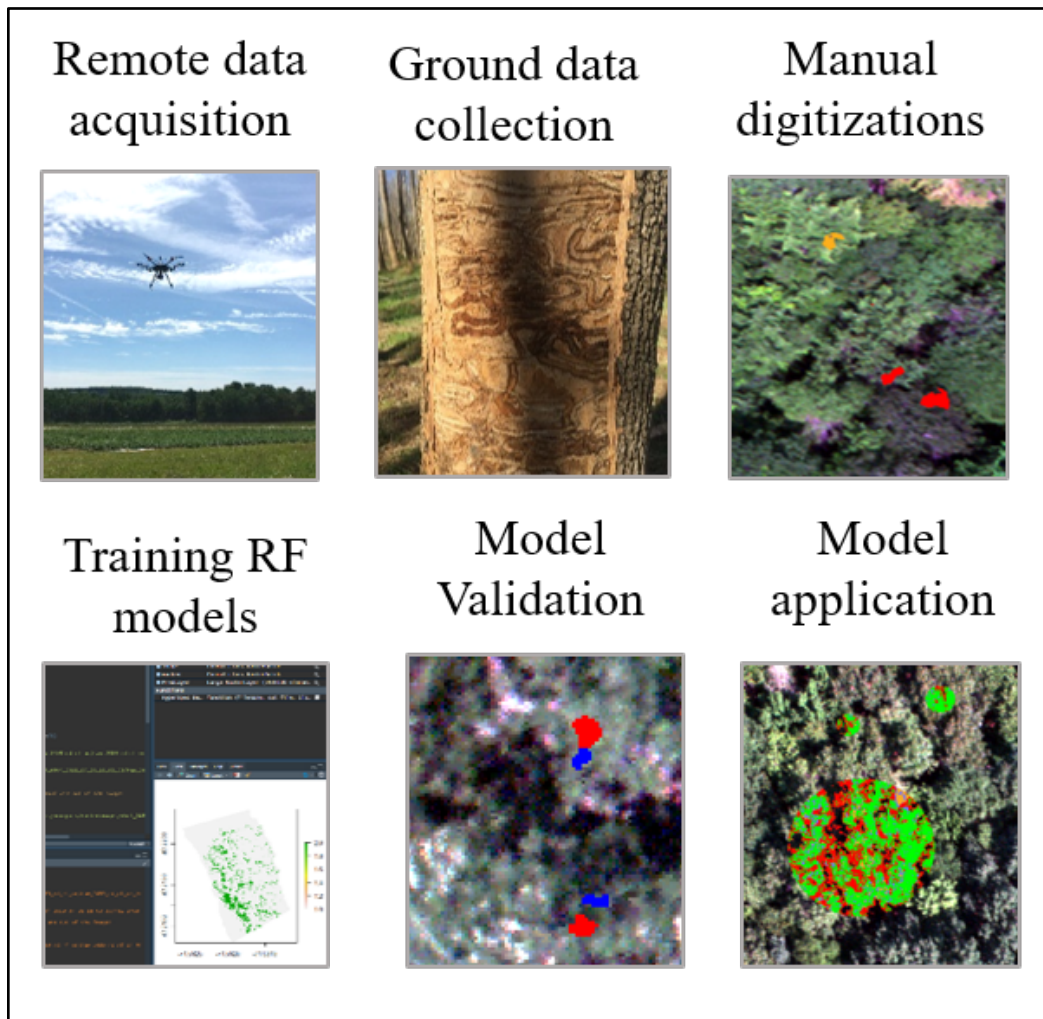 Remote data
acquisition
Ground data
collection
Manual
digitizations
Training RF
models
Model
Validation
Model
application